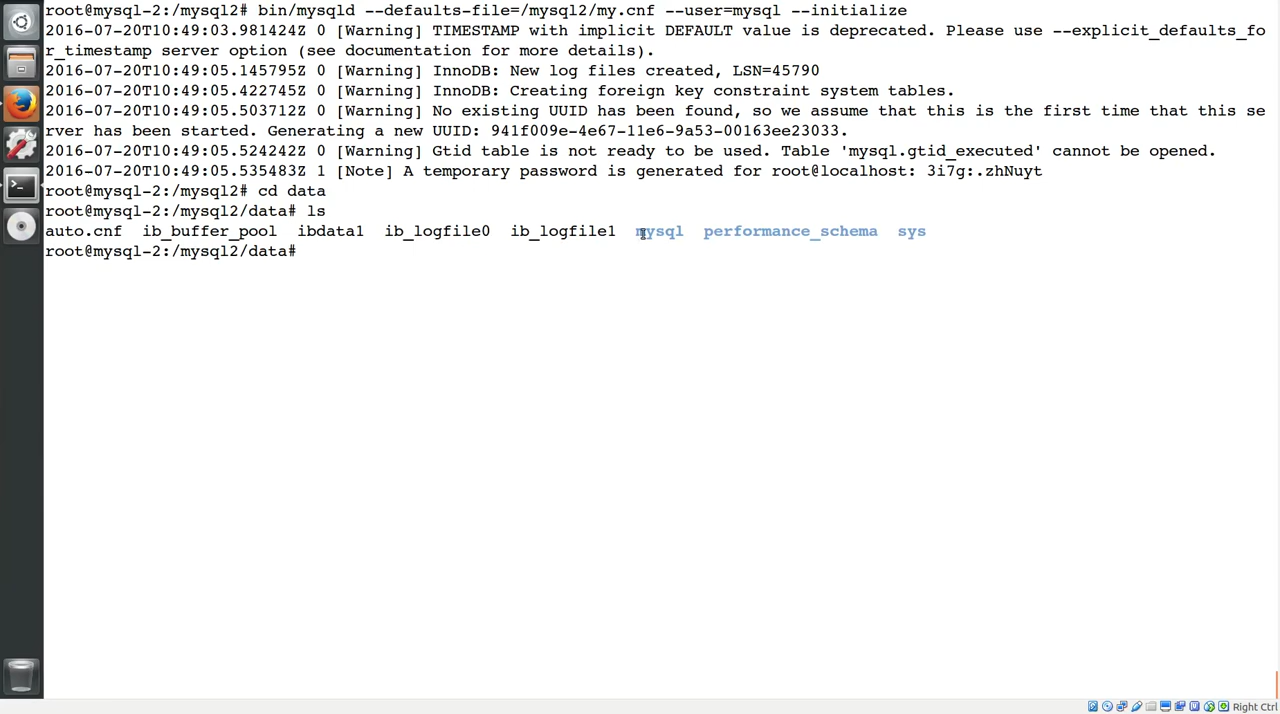 root@mysql-2:/mysql2# bin/mysqld --defaults-file=/mysql2/my.cnf --user=mysql --initialize
2016-07-20T10:49:03.981424Z 0 [Warning] TIMESTAMP with implicit DEFAULT value is deprecated. Please use --explicit_defaults_fo
r_timestamp server option (see documentation for more details).
2016-07-20T10:49:05.145795Z 0 [Warning] InnoDB: New log files created, LSN=45790
2016-07-20T10:49:05.422745Z 0 [Warning] InnoDB: Creating foreign key constraint system tables.
2016-07-20T10:49:05.503712Z 0 [Warning] No existing UUID has been found, so we assume that this is the first time that this se
rver has been started. Generating a new UUID: 941f009e-4e67-11e6-9a53-00163ee23033.
2016-07-20T10:49:05.524242Z 0 [Warning] Gtid table is not ready to be used. Table 'mysql.gtid_executed' cannot be opened.
2016-07-20T10:49:05.535483Z 1 [Note] A temporary password is generated for root@localhost: 3i7g:.zhNuyt
root@mysql-2:/mysql2# cd data
root@mysql-2:/mysql2/data# ls
auto.cnf  ib_buffer_pool  ibdata1  ib_logfile0  ib_logfile1  mysql  performance_schema  sys
root@mysql-2:/mysql2/data#
Right Ctrl